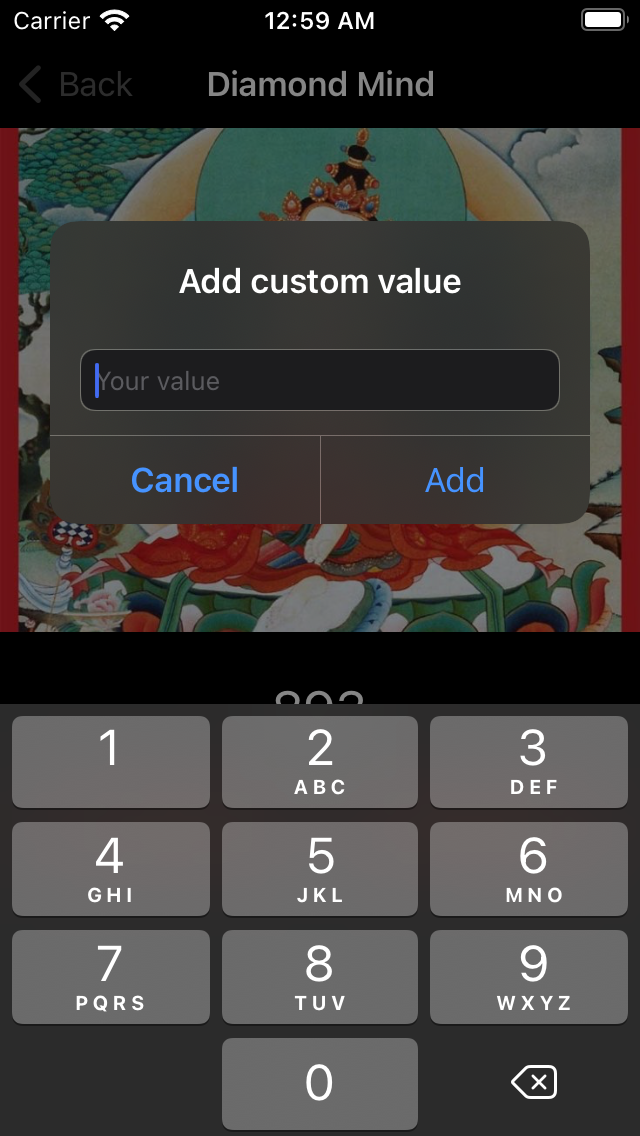 Carrier 12:59 AM
Back Diamond Mind
Add custom value
Your value
Cancel Add
1 2 3
ABC DEF
4 5 6
GHI JKL MNO
7 8 9
PQRS TUV WXYZ
0